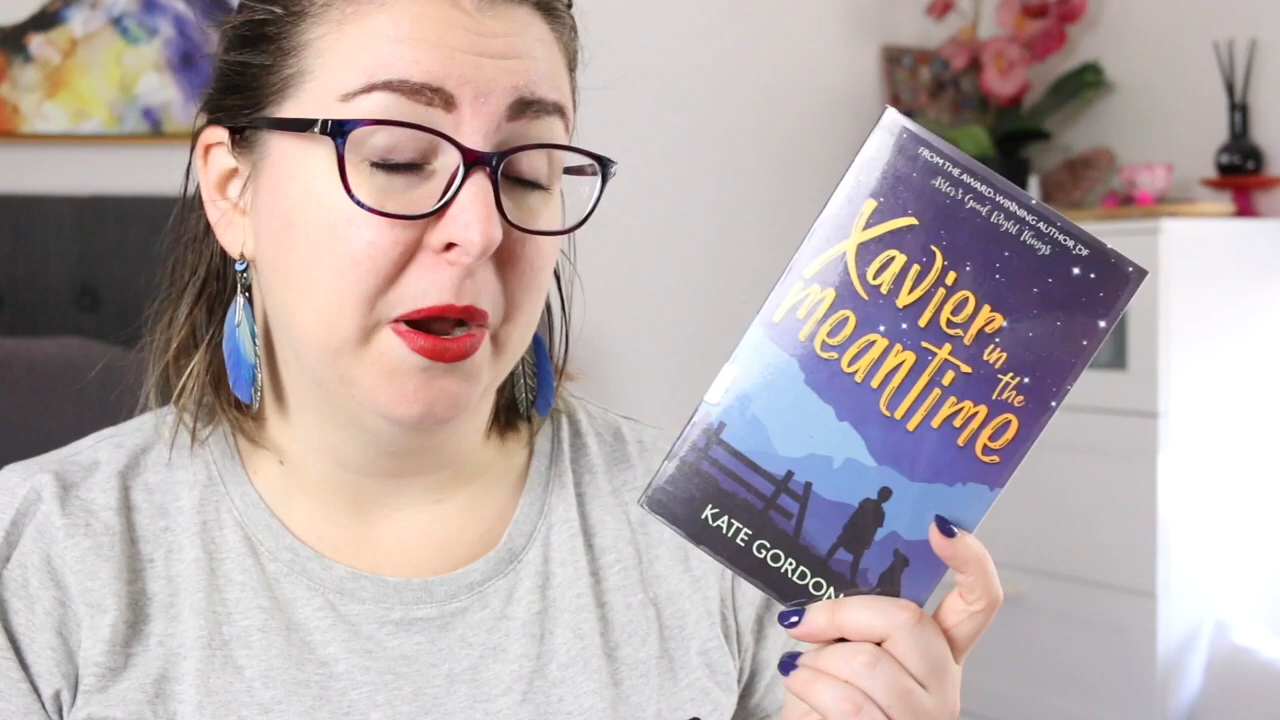 FROM THE AWARD-WINNING AUTHOR OF
Aster's Good, Right Things
Xavier
in the
meantime
KATE GORDON